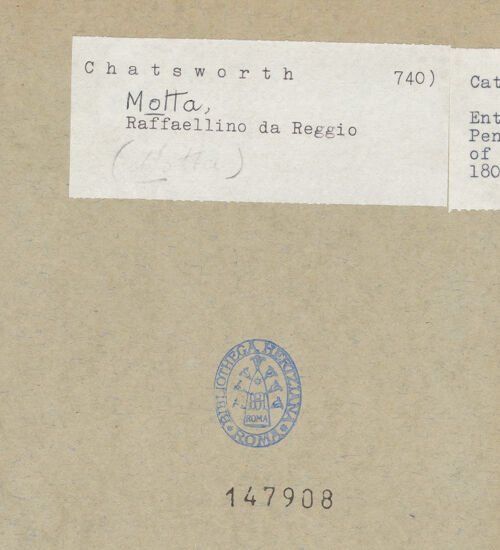 Chatsworth 740)
Motta,
Raffaellino da Reggio
(Motta)
Cat
Ent
Pen
of
180
BIBLIOTHECA HERTZIANA
ROMA
ROMA
147908